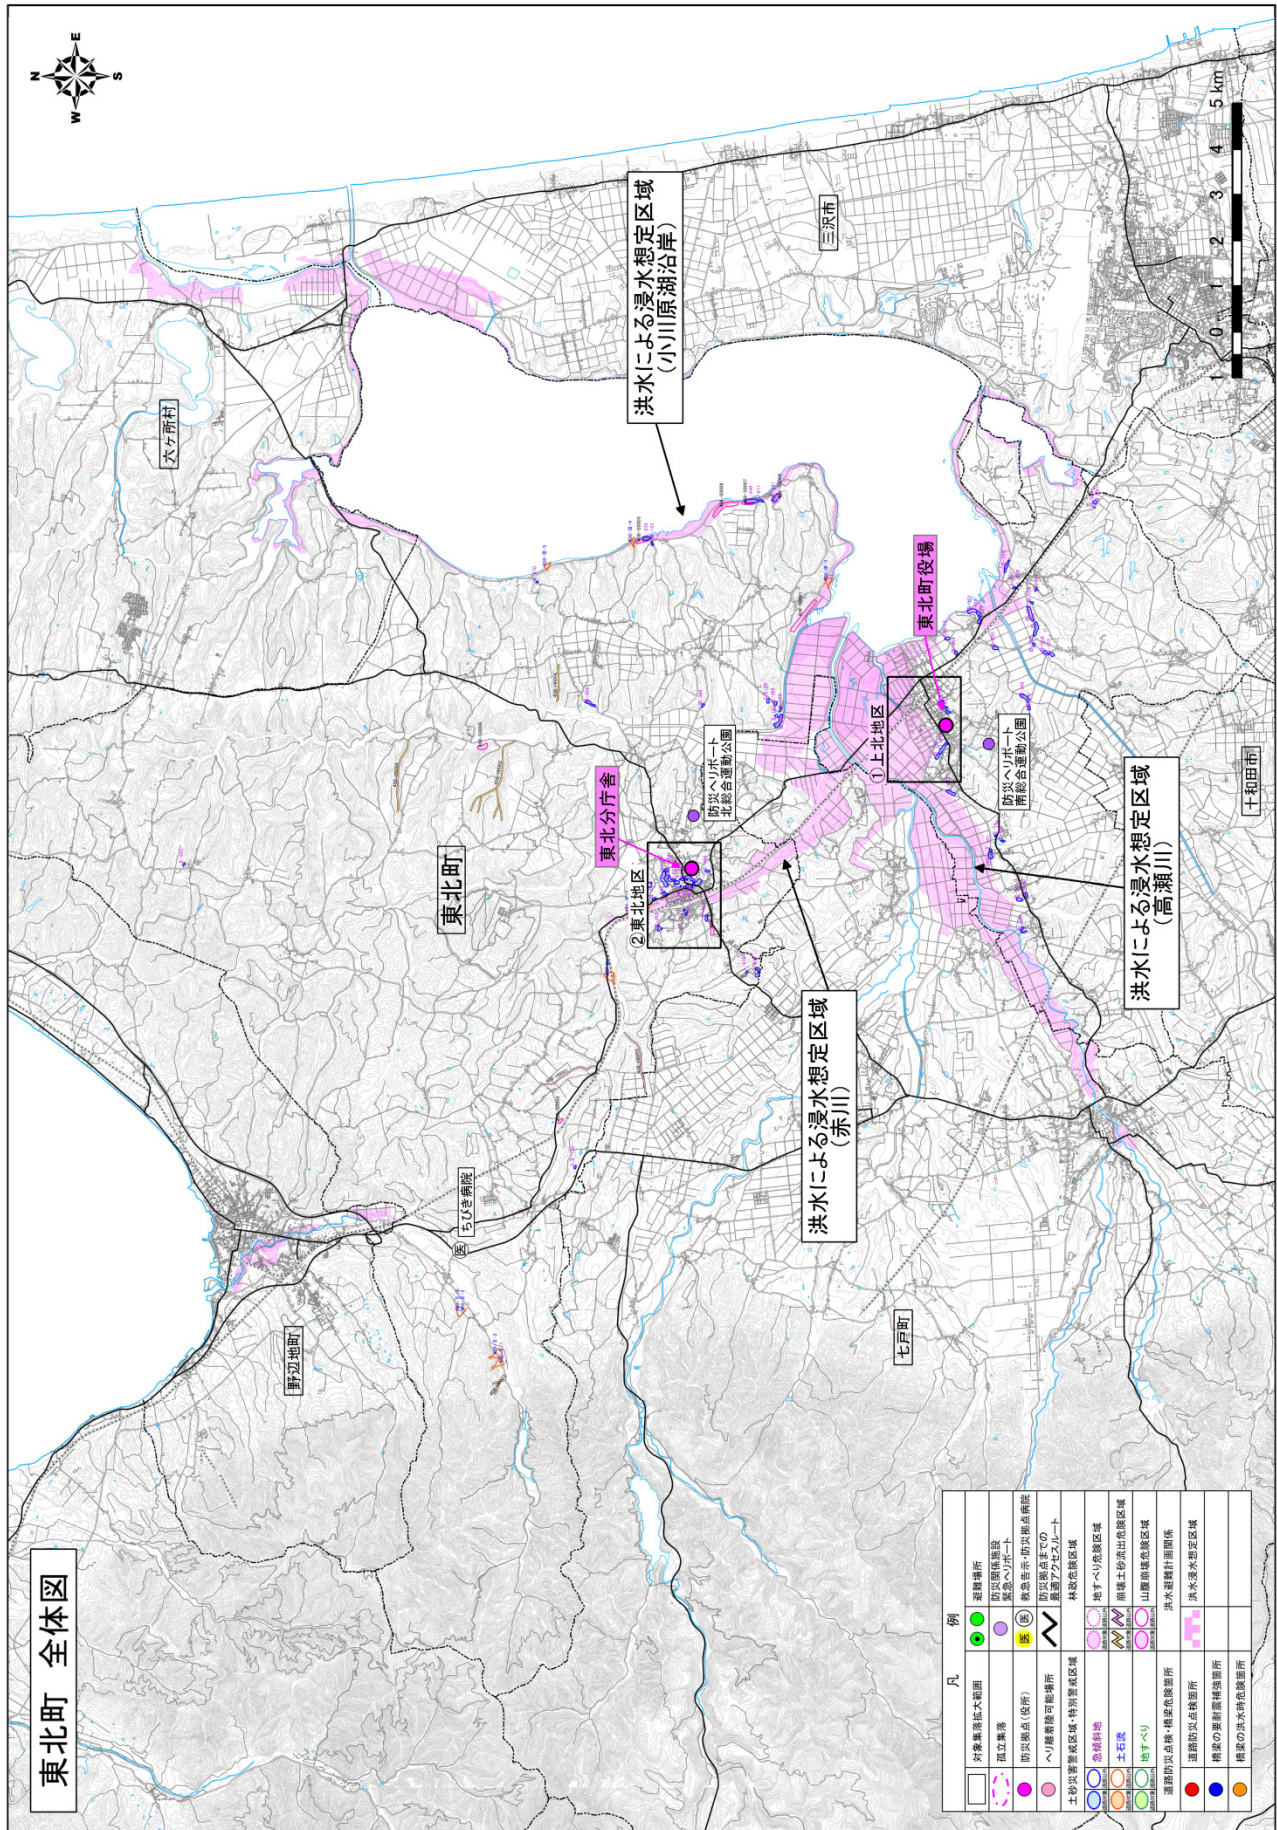 東北町 全体図
N
W
E
S
六ケ所村
野辺地町
東北町
三沢市
七戸町
十和田市
医
ちびき病院
東北分庁舎
②東北地区
防災ヘリポート
北総合運動公園
東北町役場
①上北地区
防災ヘリポート
南総合運動公園
洪水による浸水想定区域
(小川原湖沿岸)
洪水による浸水想定区域
(赤川)
洪水による浸水想定区域
(高瀬川)
1 0 1 2 3 4 5 km
凡 例
対象集落拡大範囲
避難場所
孤立集落
防災関係施設
緊急ヘリポート
防災拠点(役所)
医 医 救急告示・防災拠点病院
ヘリ離着陸可能場所
防災拠点までの
最適アクセスルート
土砂災害警戒区域・特別警戒区域
林政危険区域
急傾斜地
地すべり危険区域
土石流
崩壊土砂流出危険区域
地すべり
山腹崩壊危険区域
道路防災点検・橋梁危険箇所
洪水避難計画関係
道路防災点検箇所
洪水浸水想定区域
橋梁の要耐震補強箇所
橋梁の洪水時危険箇所